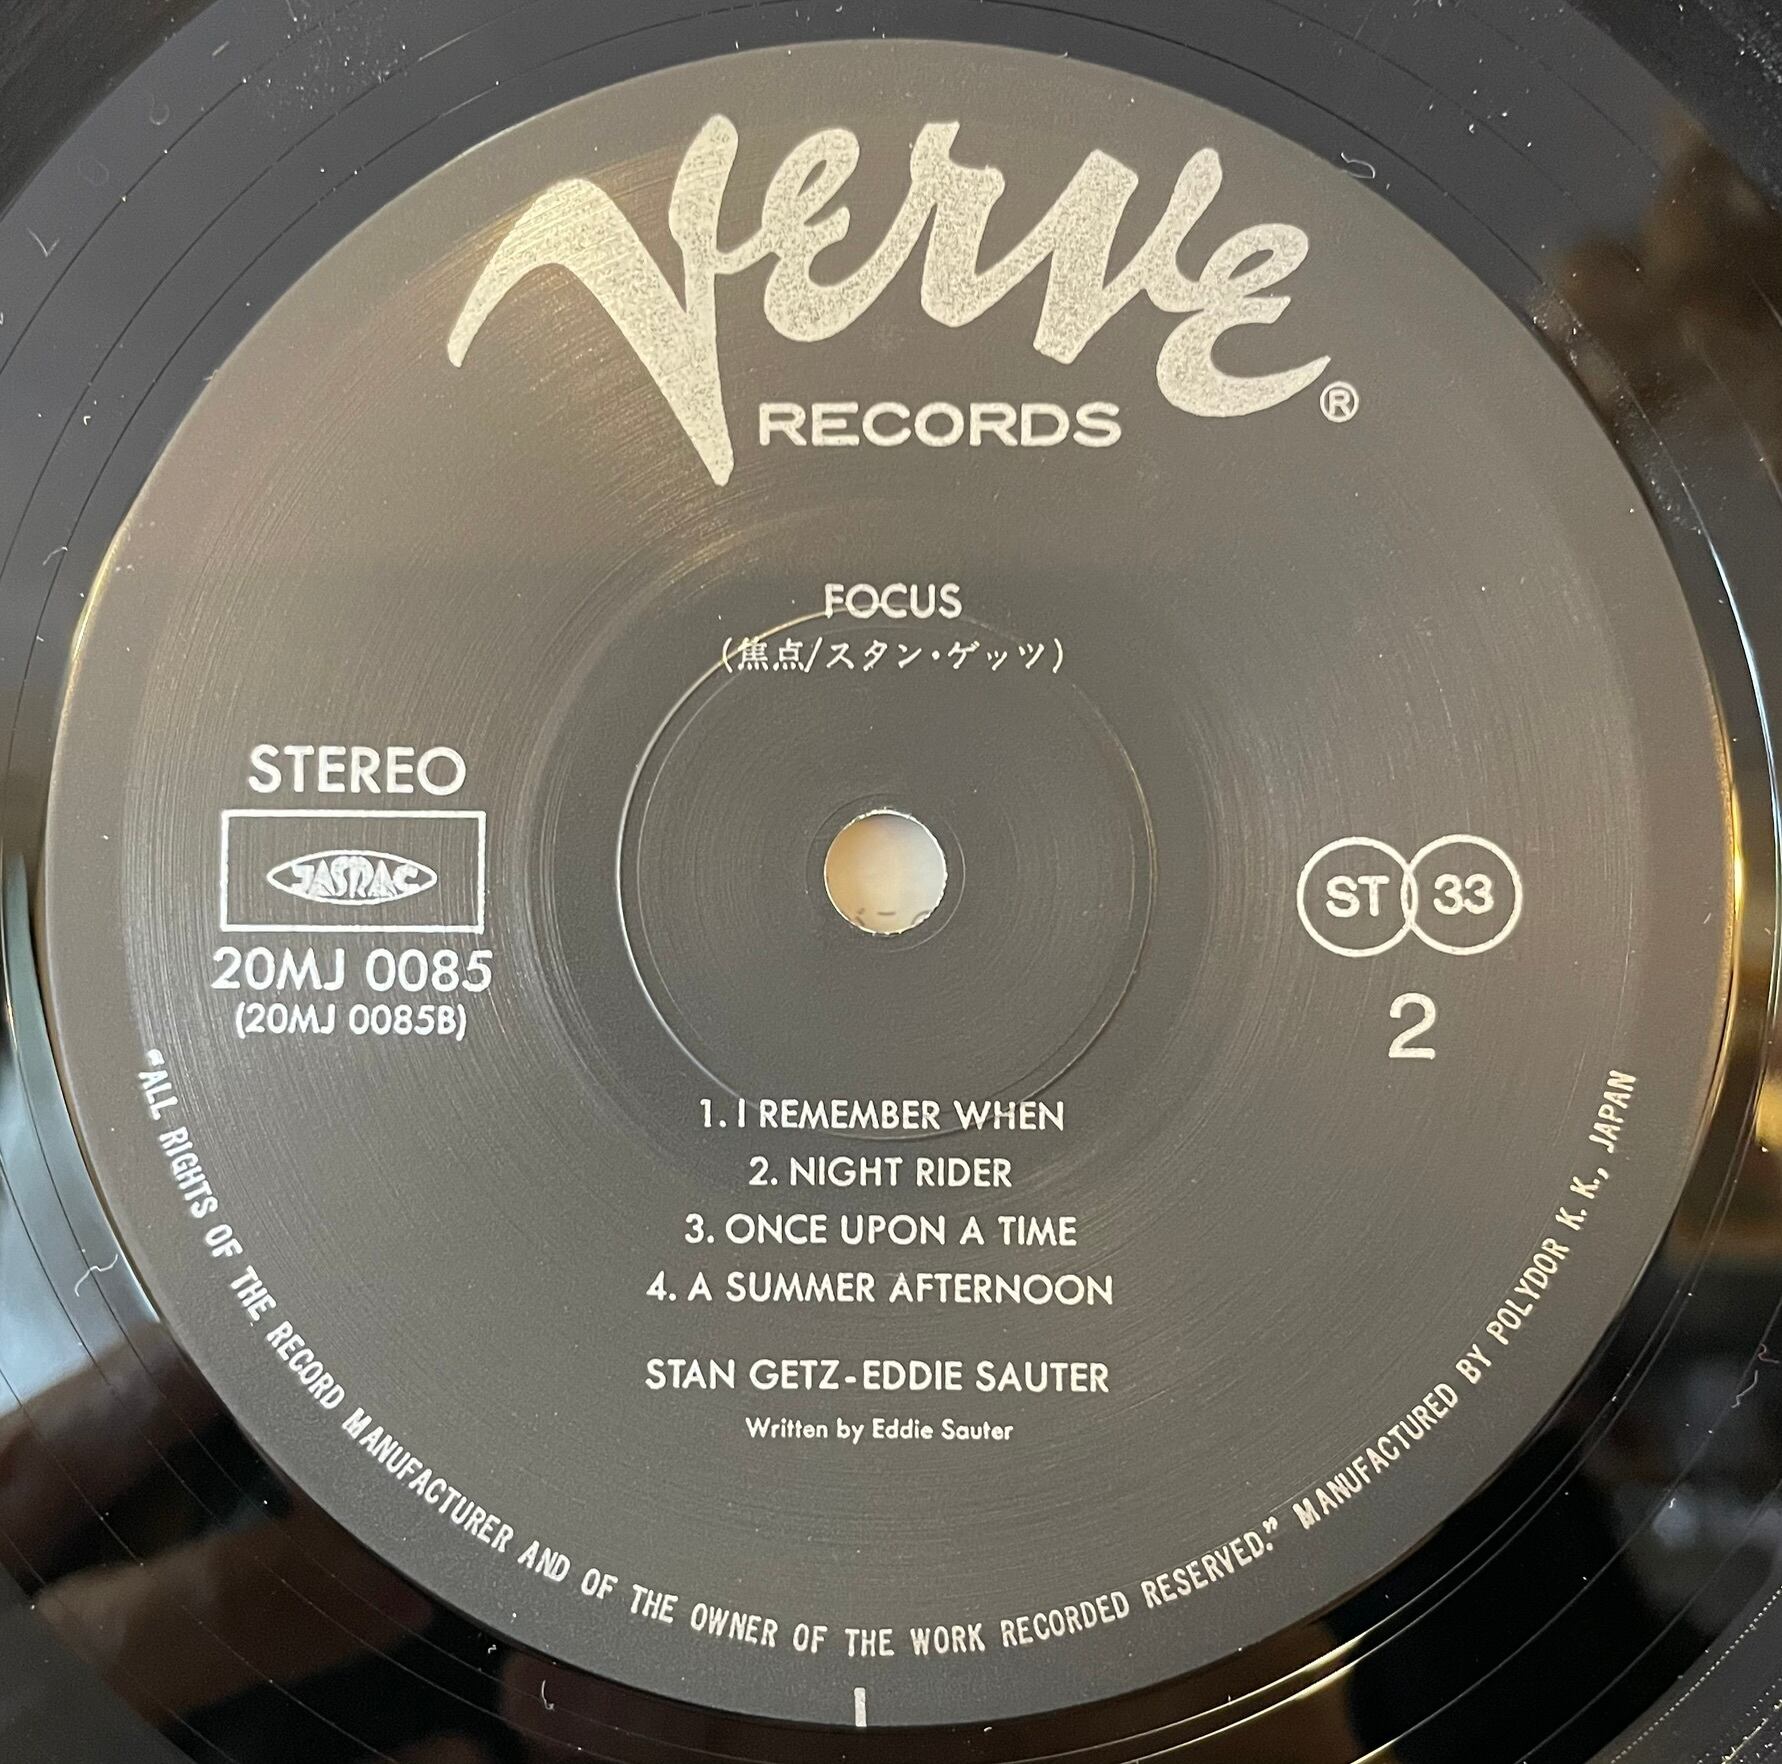 Verve
RECORDS ®
FOCUS
(焦点/スタン・ゲッツ)
STEREO
JASRAC
20MJ 0085
(20MJ 0085B)
ST 33
2
1. I REMEMBER WHEN
2. NIGHT RIDER
3. ONCE UPON A TIME
4. A SUMMER AFTERNOON
STAN GETZ-EDDIE SAUTER
Written by Eddie Sauter
"ALL RIGHTS OF THE RECORD MANUFACTURER AND OF THE OWNER OF THE WORK RECORDED RESERVED." MANUFACTURED BY POLYDOR K. K., JAPAN